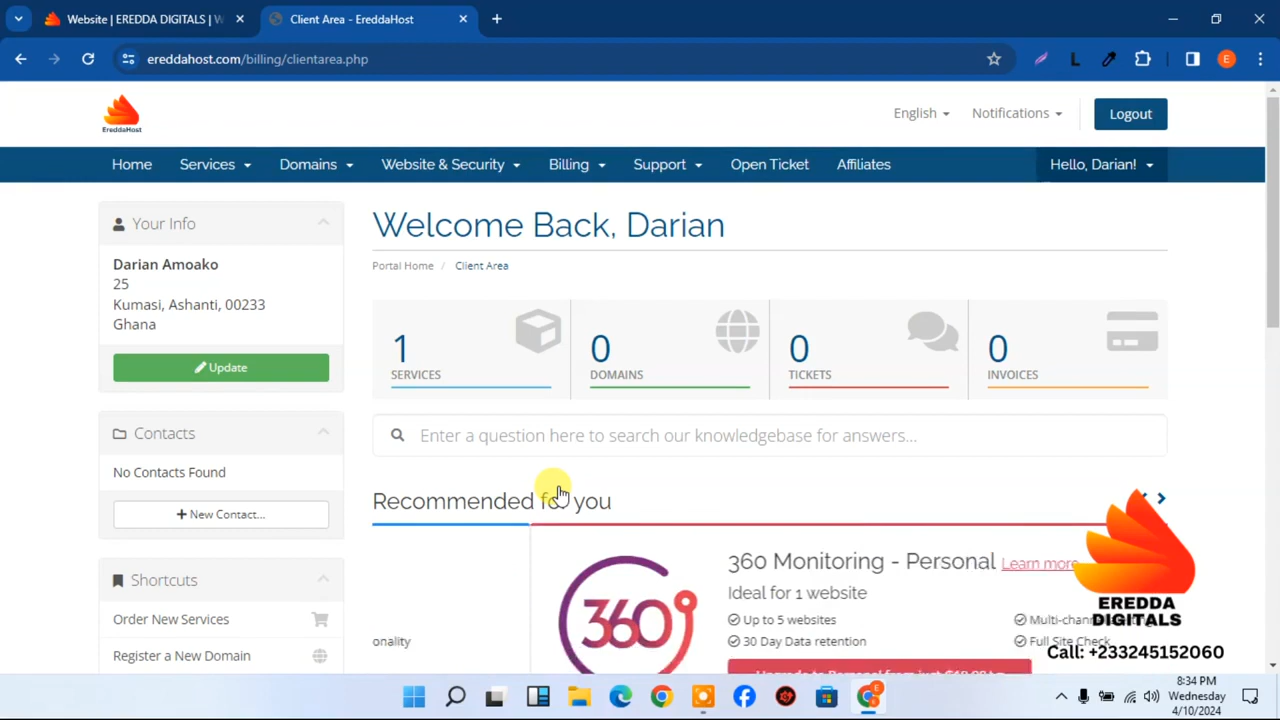 Website | EREDDA DIGITALS | W
Client Area - EreddaHost
ereddahost.com/billing/clientarea.php
L
E
EreddaHost
English
Notifications
Logout
Home
Services
Domains
Website & Security
Billing
Support
Open Ticket
Affiliates
Hello, Darian!
Your Info
Darian Amoako
25
Kumasi, Ashanti, 00233
Ghana
Update
Contacts
No Contacts Found
New Contact...
Shortcuts
Order New Services
Register a New Domain
Welcome Back, Darian
Portal Home / Client Area
1
SERVICES
0
DOMAINS
0
TICKETS
0
INVOICES
Enter a question here to search our knowledgebase for answers...
Recommended for you
onality
360
360 Monitoring - Personal Learn more
Ideal for 1 website
Up to 5 websites
30 Day Data retention
Full Site Check
EREDDA
DIGITALS
Call: +233245152060
8:34 PM
Wednesday
4/10/2024